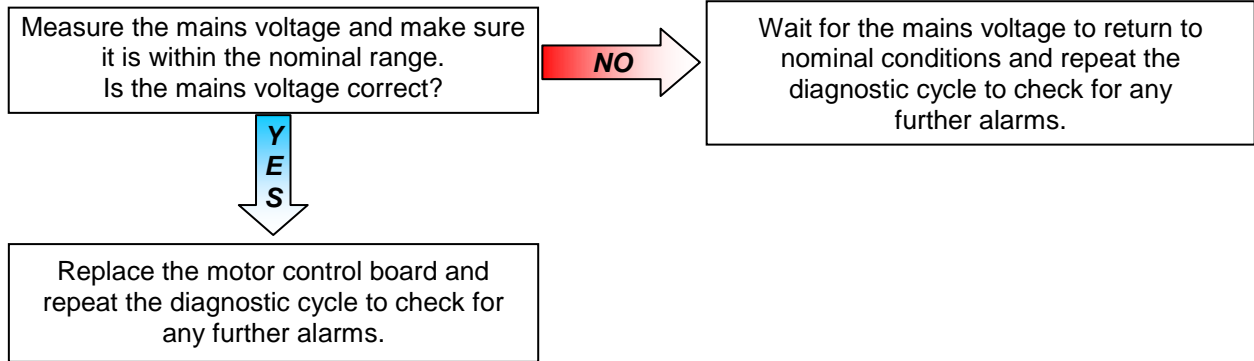 Measure the mains voltage and make sure
it is within the nominal range.
Is the mains voltage correct?
NO
Wait for the mains voltage to return to
nominal conditions and repeat the
diagnostic cycle to check for any
further alarms.
YES
Replace the motor control board and
repeat the diagnostic cycle to check for
any further alarms.